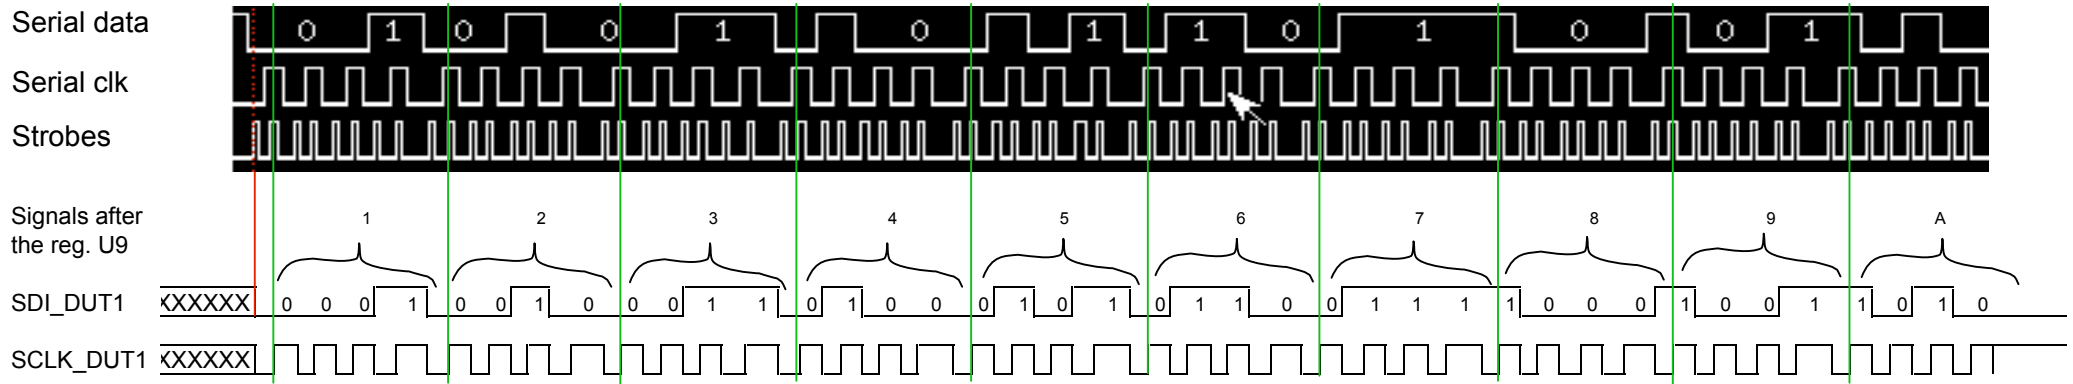 Serial data 0 1 0 0 1 0 1 1 0 1 0 0 1
Serial clk
Strobes
Signals after 1 2 3 4 5 6 7 8 9 A
the reg. U9
SDI_DUT1 XXXXXX 0 0 0 1 0 0 1 0 0 0 1 1 0 1 0 0 0 1 0 1 0 1 1 0 0 1 1 1 1 0 0 0 1 0 0 1 1 0 1 0
SCLK_DUT1 XXXXXX